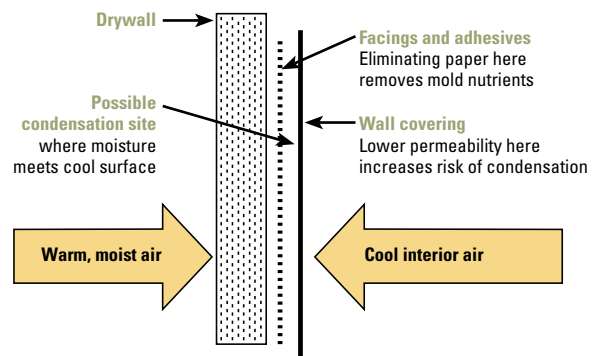 Drywall
Facings and adhesives
Eliminating paper here
removes mold nutrients
Possible
condensation site
where moisture
meets cool surface
Wall covering
Lower permeability here
increases risk of condensation
Warm, moist air
Cool interior air